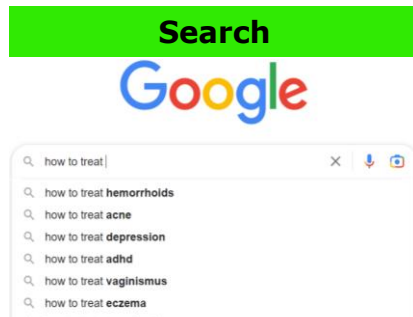 Search
Google
how to treat
how to treat hemorrhoids
how to treat acne
how to treat depression
how to treat adhd
how to treat vaginismus
how to treat eczema